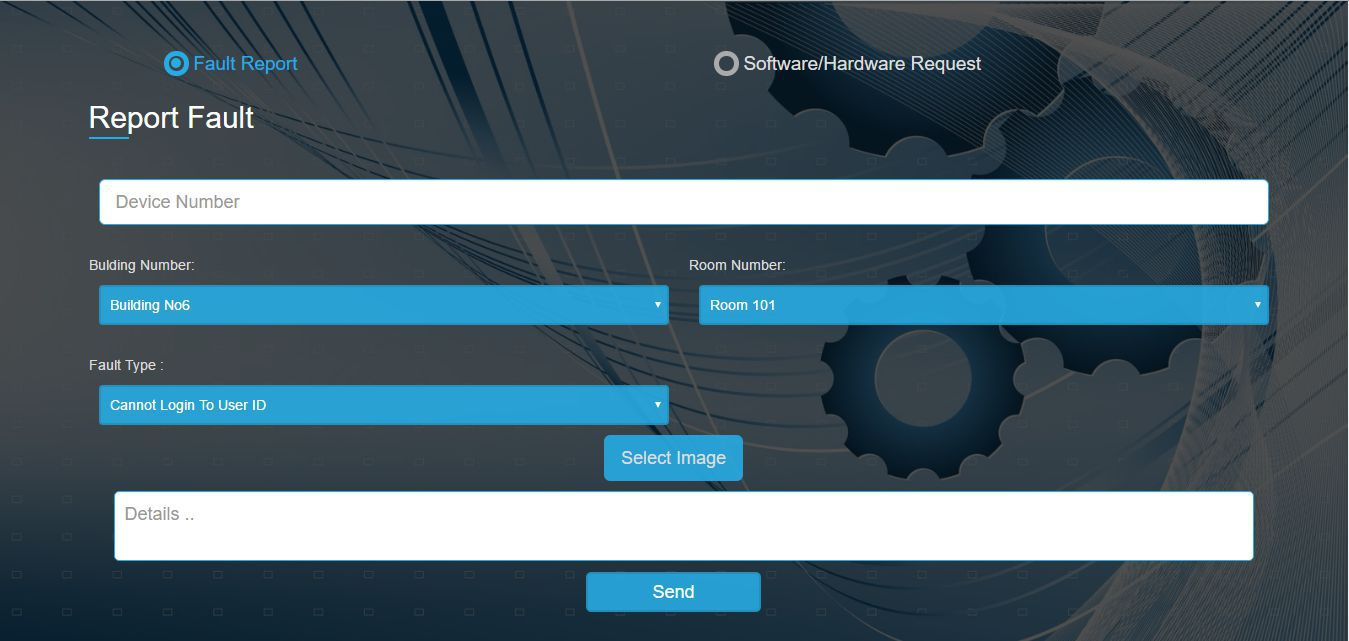 Fault Report
Software/Hardware Request
Report Fault
Device Number
Bulding Number:
Room Number:
Building No6
Room 101
Fault Type :
Cannot Login To User ID
Select Image
Details ..
Send